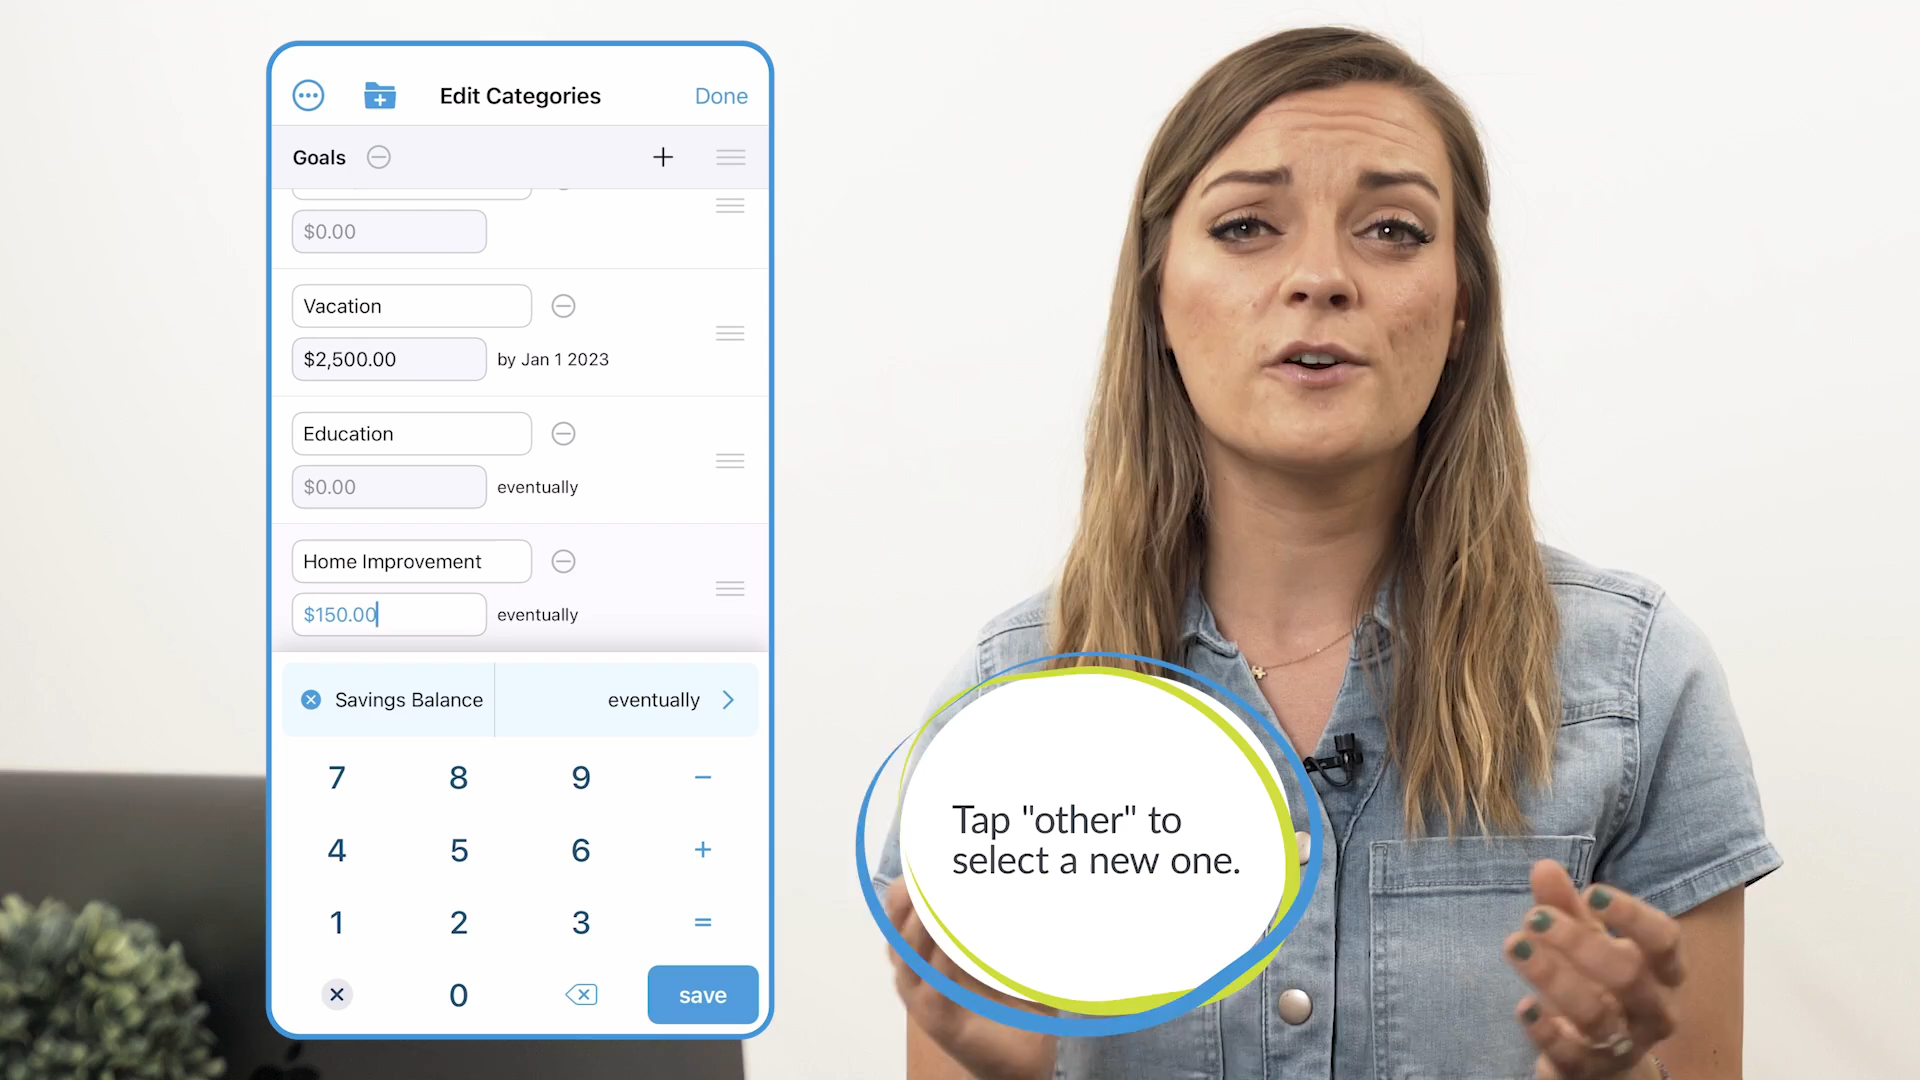 Edit Categories
Done
Goals
$0.00
Vacation
$2,500.00
by Jan 1 2023
Education
$0.00
eventually
Home Improvement
$150.00
eventually
Savings Balance
eventually
7 8 9 −
4 5 6 +
1 2 3 =
0
save
Tap "other" to
select a new one.